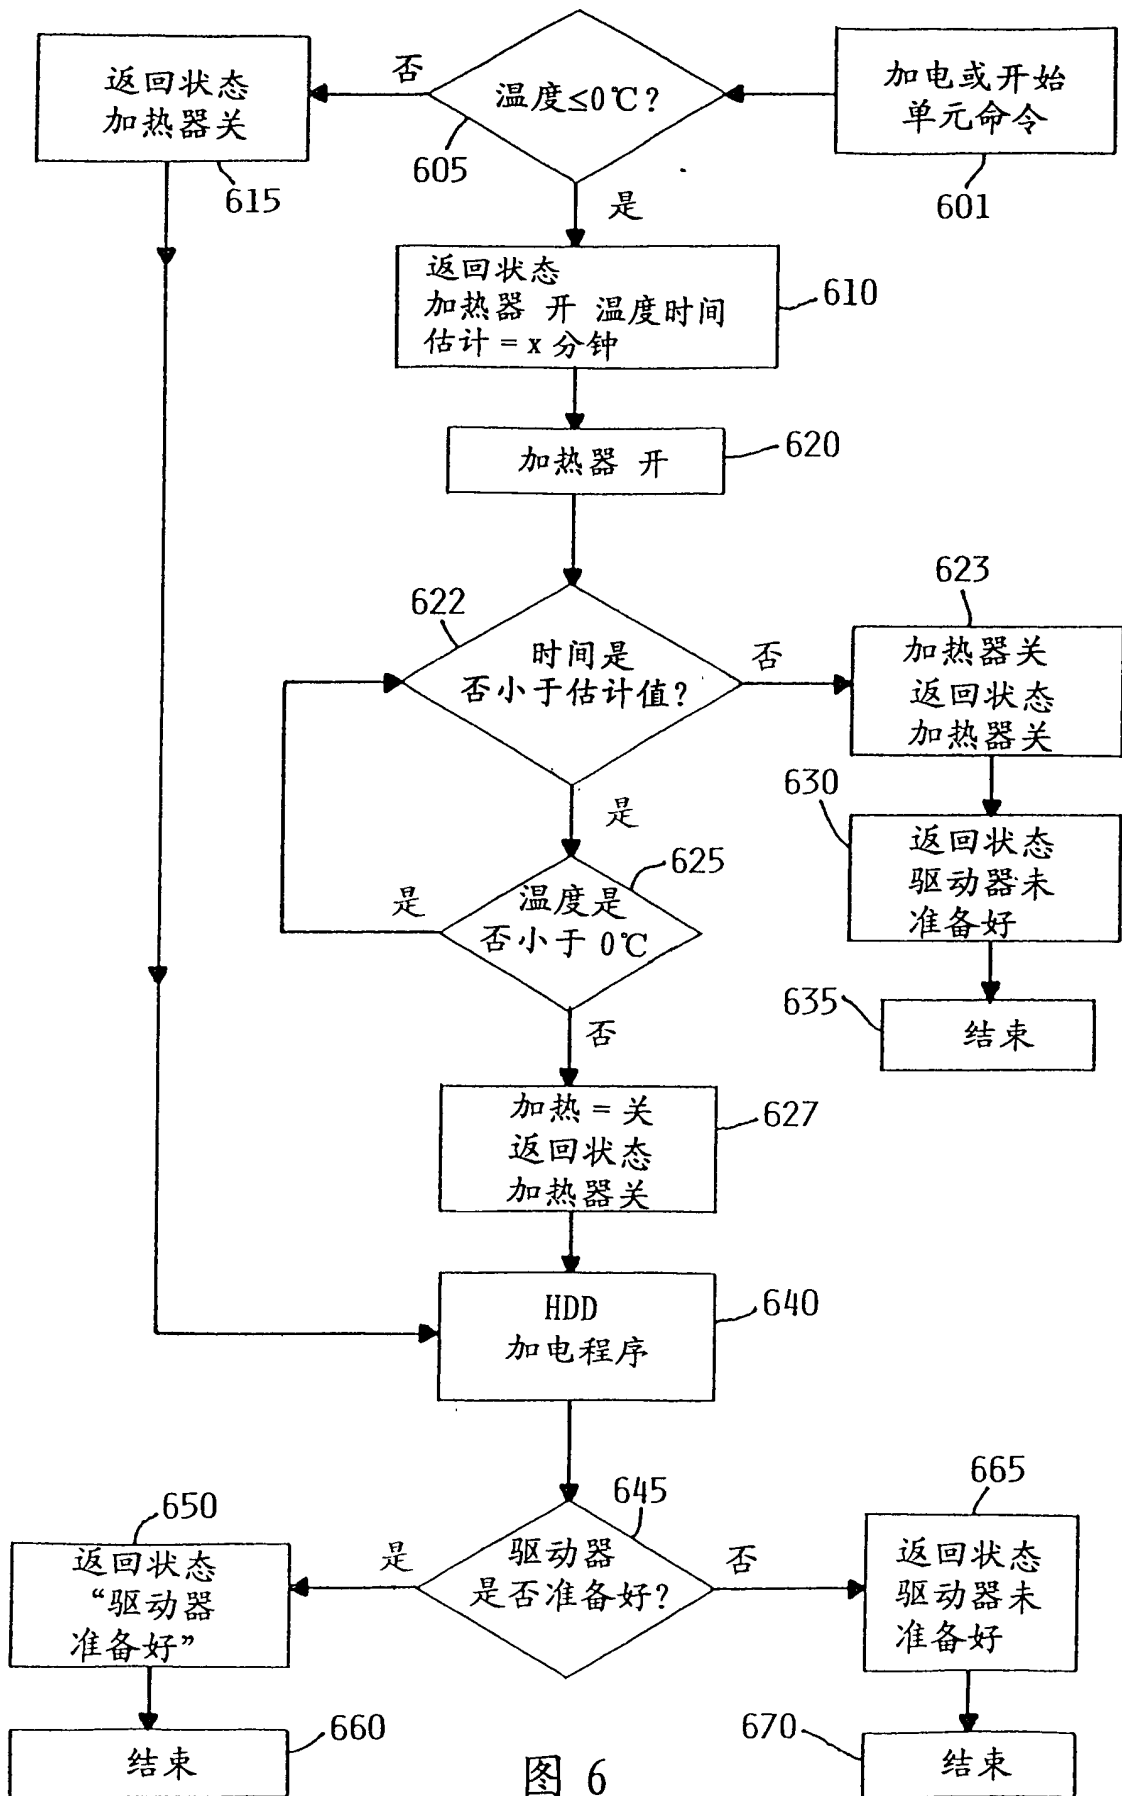 返回状态
加热器关
615
否
温度≤0℃?
605
加电或开始
单元命令
601
是
返回状态
加热器 开 温度时间
估计=x分钟
610
加热器 开
620
622
时间是
否小于估计值?
否
623
加热器关
返回状态
加热器关
是
630
返回状态
驱动器未
准备好
625
温度是
否小于 0℃
是
635
结束
否
加热=关
返回状态
加热器关
627
HDD
加电程序
640
645
驱动器
是否准备好?
是
否
650
返回状态
“驱动器
准备好”
665
返回状态
驱动器未
准备好
660
结束
670
结束
图 6